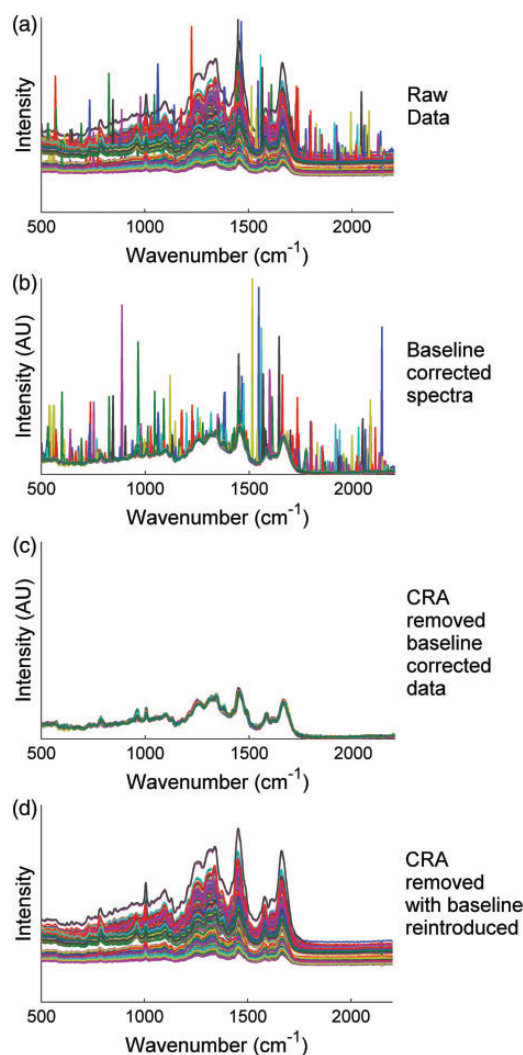 (a)
Intensity
500 1000 1500 2000
Wavenumber (cm⁻¹)
Raw
Data
(b)
Intensity (AU)
500 1000 1500 2000
Wavenumber (cm⁻¹)
Baseline
corrected
spectra
(c)
Intensity (AU)
500 1000 1500 2000
Wavenumber (cm⁻¹)
CRA
removed
baseline
corrected
data
(d)
Intensity
500 1000 1500 2000
Wavenumber (cm⁻¹)
CRA
removed
with baseline
reintroduced